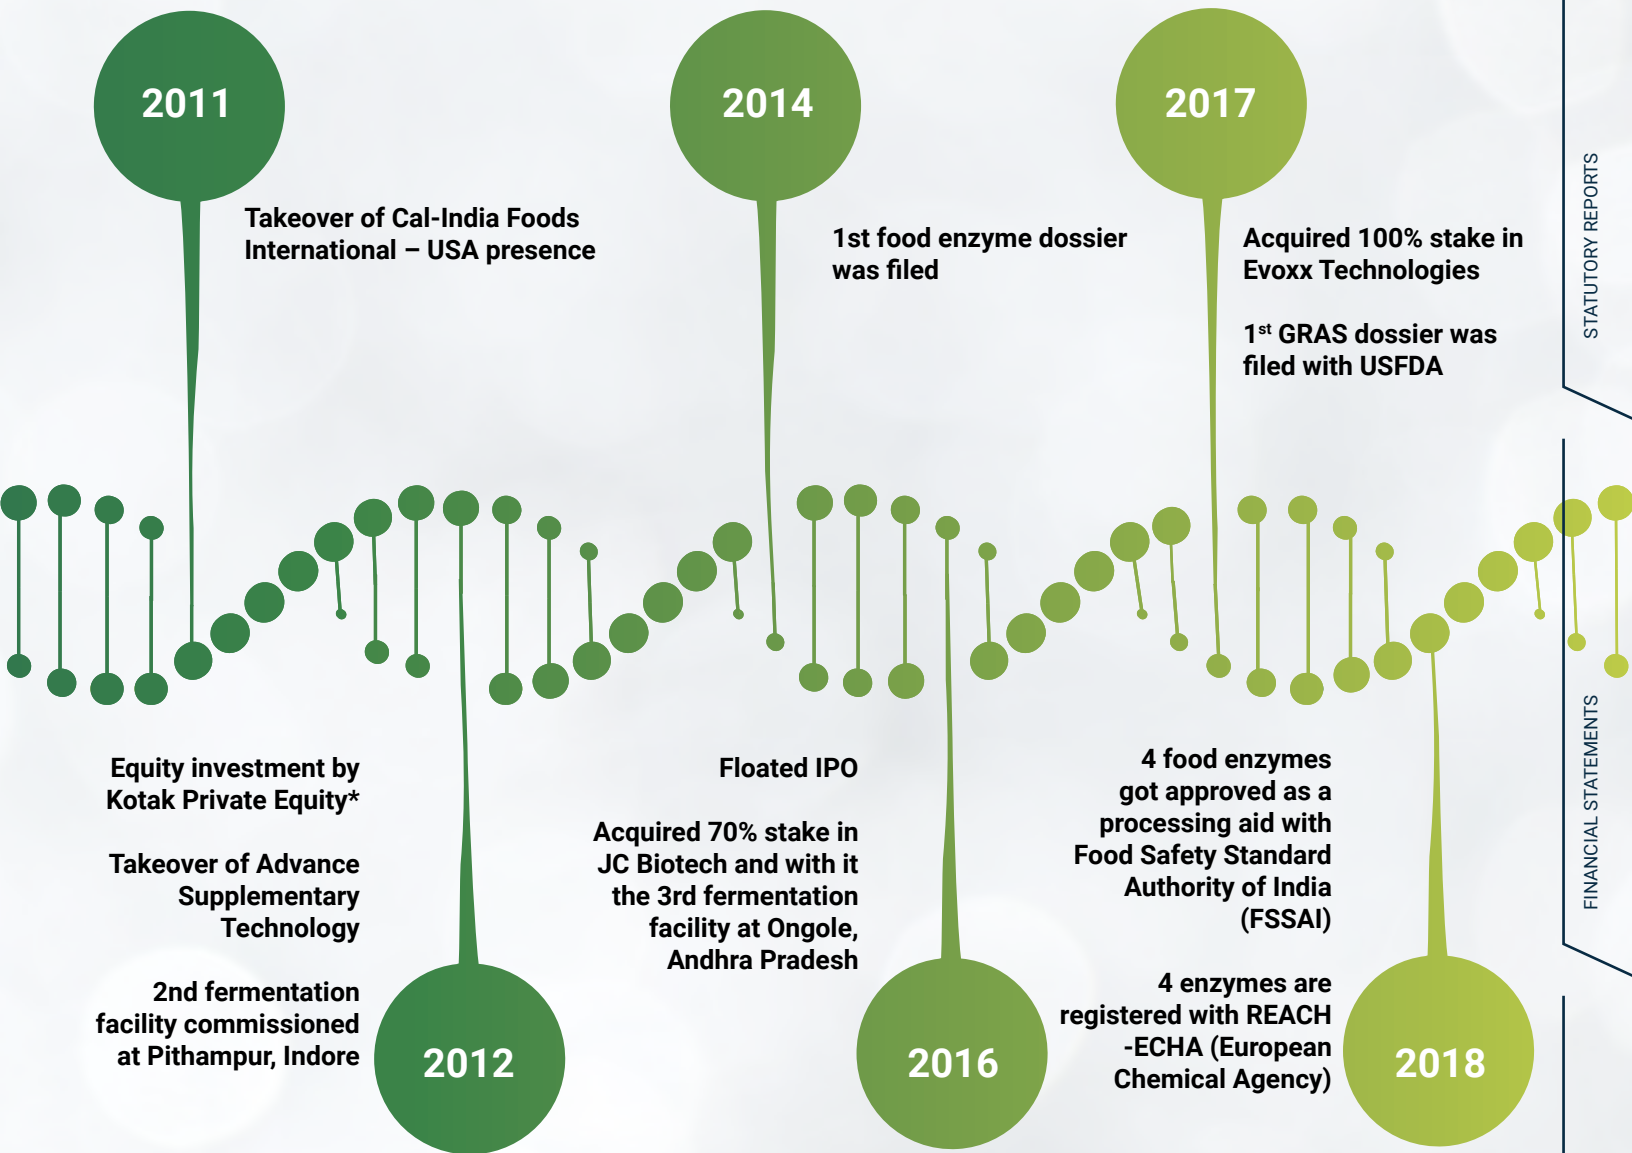 2011
Takeover of Cal-India Foods
International – USA presence
2014
1st food enzyme dossier
was filed
2017
Acquired 100% stake in
Evoxx Technologies
1st GRAS dossier was
filed with USFDA
Equity investment by
Kotak Private Equity*
Takeover of Advance
Supplementary
Technology
2nd fermentation
facility commissioned
at Pithampur, Indore
2012
Floated IPO
Acquired 70% stake in
JC Biotech and with it
the 3rd fermentation
facility at Ongole,
Andhra Pradesh
2016
4 food enzymes
got approved as a
processing aid with
Food Safety Standard
Authority of India
(FSSAI)
4 enzymes are
registered with REACH
-ECHA (European
Chemical Agency)
2018
STATUTORY REPORTS
FINANCIAL STATEMENTS